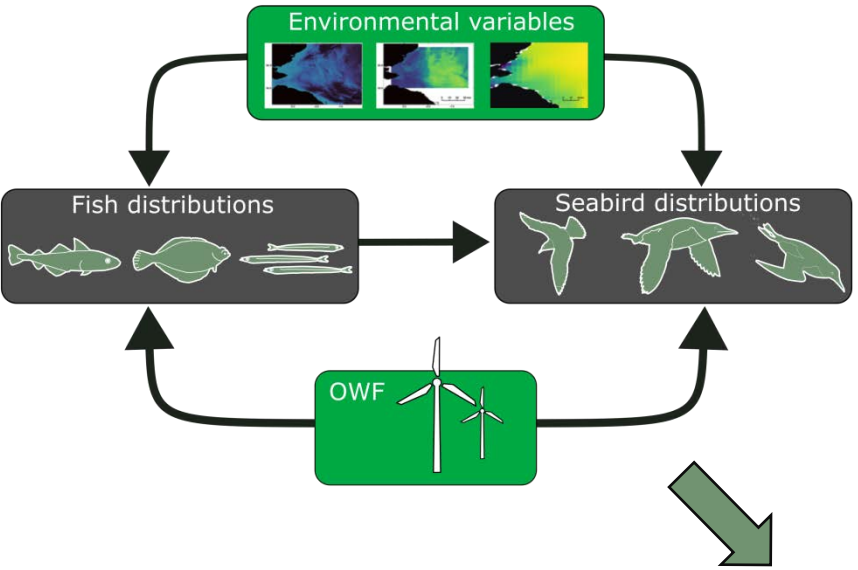 Environmental variables
Fish distributions
Seabird distributions
OWF